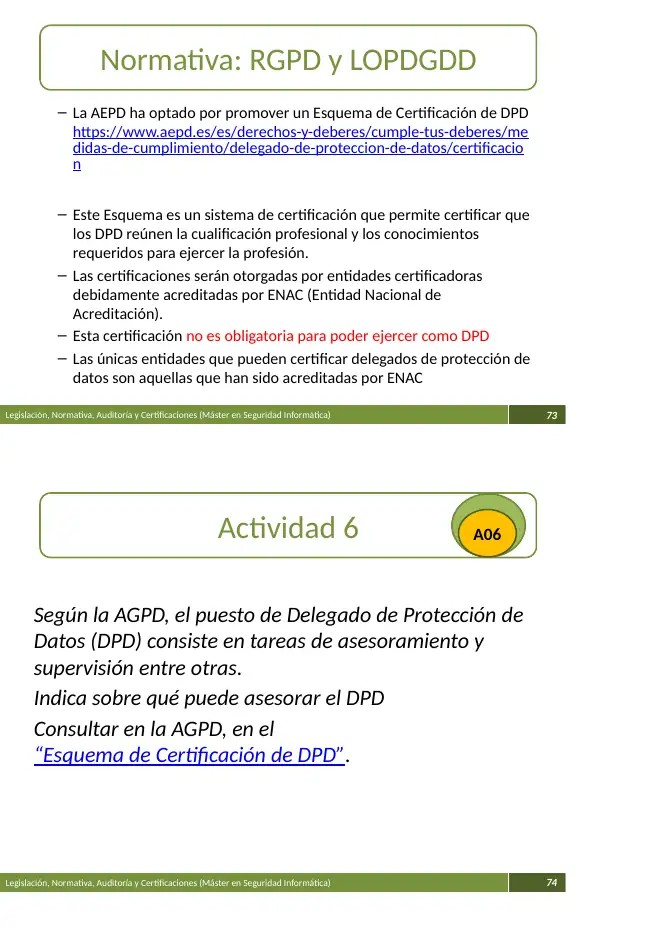 Normativa: RGPD y LOPDGDD
– La AEPD ha optado por promover un Esquema de Certificación de DPD
https://www.aepd.es/es/derechos-y-deberes/cumple-tus-deberes/me
didas-de-cumplimiento/delegado-de-proteccion-de-datos/certificacio
n
– Este Esquema es un sistema de certificación que permite certificar que
los DPD reúnen la cualificación profesional y los conocimientos
requeridos para ejercer la profesión.
– Las certificaciones serán otorgadas por entidades certificadoras
debidamente acreditadas por ENAC (Entidad Nacional de
Acreditación).
– Esta certificación no es obligatoria para poder ejercer como DPD
– Las únicas entidades que pueden certificar delegados de protección de
datos son aquellas que han sido acreditadas por ENAC
Legislación, Normativa, Auditoría y Certificaciones (Máster en Seguridad Informática) 73
Actividad 6
A06
Según la AGPD, el puesto de Delegado de Protección de
Datos (DPD) consiste en tareas de asesoramiento y
supervisión entre otras.
Indica sobre qué puede asesorar el DPD
Consultar en la AGPD, en el
“Esquema de Certificación de DPD”.
Legislación, Normativa, Auditoría y Certificaciones (Máster en Seguridad Informática) 74